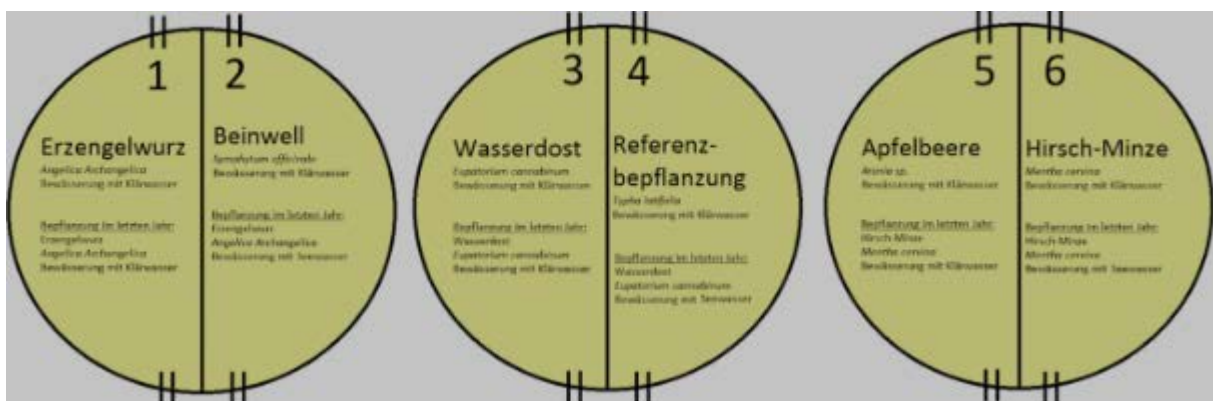 1
Erzengelwurz
Angelica Archangelica
Bewässerung mit Klärwasser
Bepflanzung im letzten Jahr:
Erzengelwurz
Angelica Archangelica
Bewässerung mit Klärwasser
2
Beinwell
Bewässerung mit Klärwasser
Bepflanzung im letzten Jahr:
Erzengelwurz
Angelica Archangelica
Bewässerung mit Seewasser
3
Wasserdost
Eupatorium cannabinum
Bewässerung mit Klärwasser
Bepflanzung im letzten Jahr:
Wasserdost
Eupatorium cannabinum
Bewässerung mit Klärwasser
4
Referenz-
bepflanzung
Typha latifolia
Bewässerung mit Klärwasser
Bepflanzung im letzten Jahr:
Wasserdost
Eupatorium cannabinum
Bewässerung mit Seewasser
5
Apfelbeere
Aronia sp.
Bewässerung mit Klärwasser
Bepflanzung im letzten Jahr:
Hirsch-Minze
Mentha cervina
Bewässerung mit Klärwasser
6
Hirsch-Minze
Mentha cervina
Bewässerung mit Klärwasser
Bepflanzung im letzten Jahr:
Hirsch-Minze
Mentha cervina
Bewässerung mit Seewasser